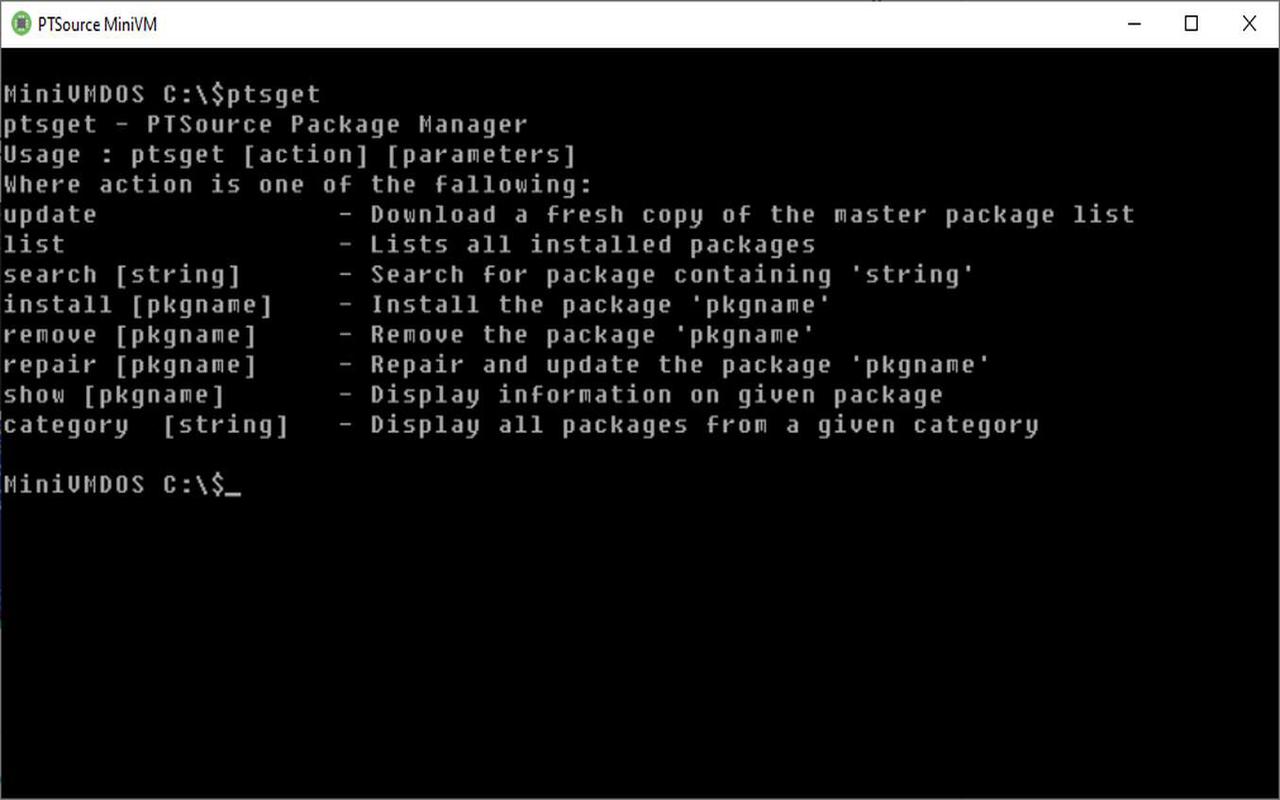 PTSource MiniVM
MiniVMDOS C:\$ptsget
ptsget - PTSource Package Manager
Usage : ptsget [action] [parameters]
Where action is one of the fallowing:
update - Download a fresh copy of the master package list
list - Lists all installed packages
search [string] - Search for package containing 'string'
install [pkgname] - Install the package 'pkgname'
remove [pkgname] - Remove the package 'pkgname'
repair [pkgname] - Repair and update the package 'pkgname'
show [pkgname] - Display information on given package
category [string] - Display all packages from a given category
MiniVMDOS C:\$_